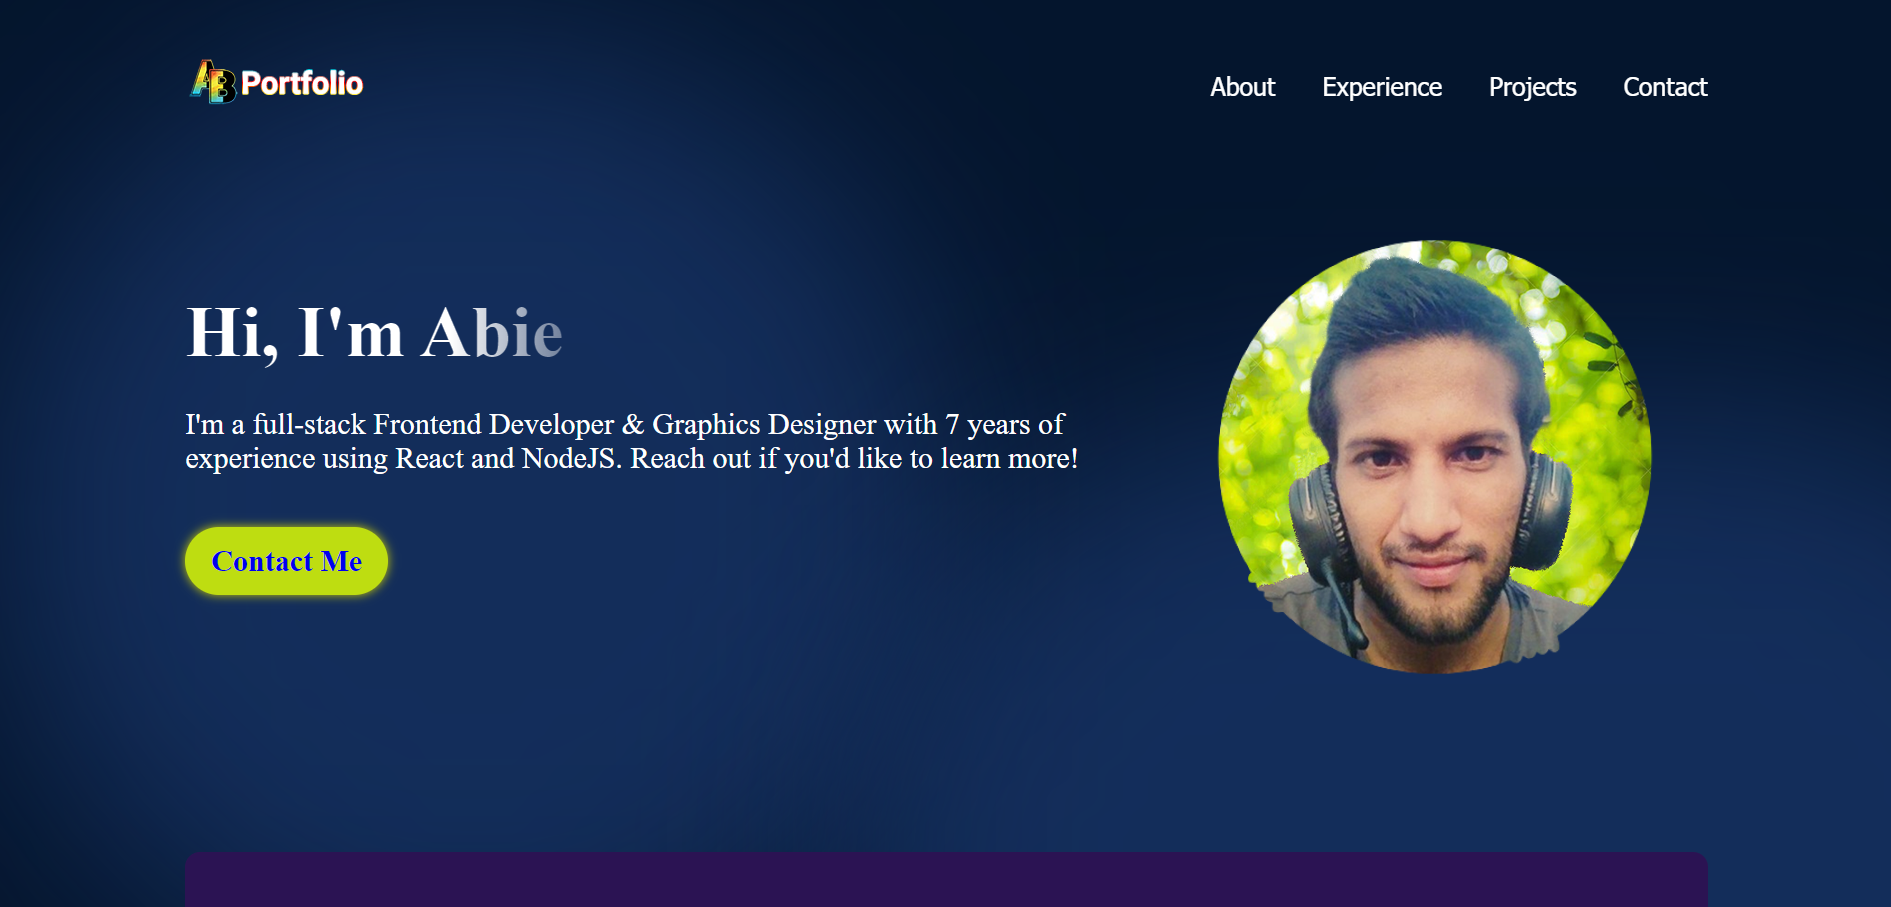 AB Portfolio
About Experience Projects Contact
Hi, I'm Abie
I'm a full-stack Frontend Developer & Graphics Designer with 7 years of
experience using React and NodeJS. Reach out if you'd like to learn more!
Contact Me